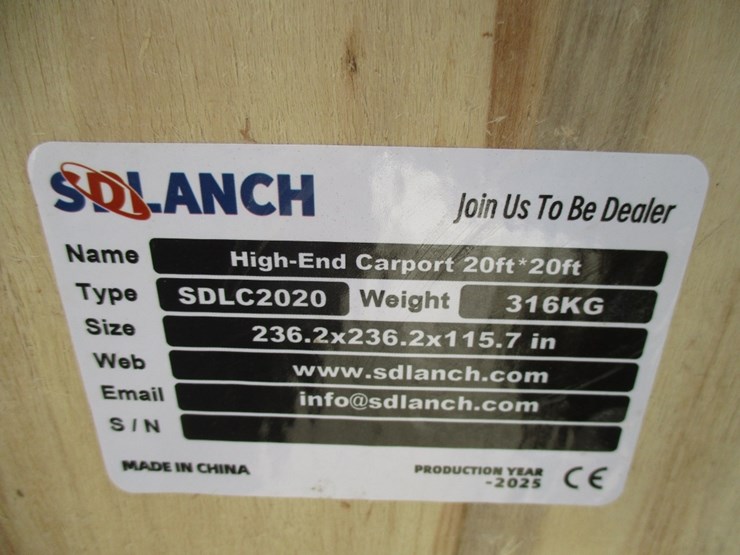 SDLANCH
Join Us To Be Dealer
Name High-End Carport 20ft*20ft
Type SDLC2020 Weight 316KG
Size 236.2x236.2x115.7 in
Web www.sdlanch.com
Email info@sdlanch.com
S/N
MADE IN CHINA
PRODUCTION YEAR
-2025
CE